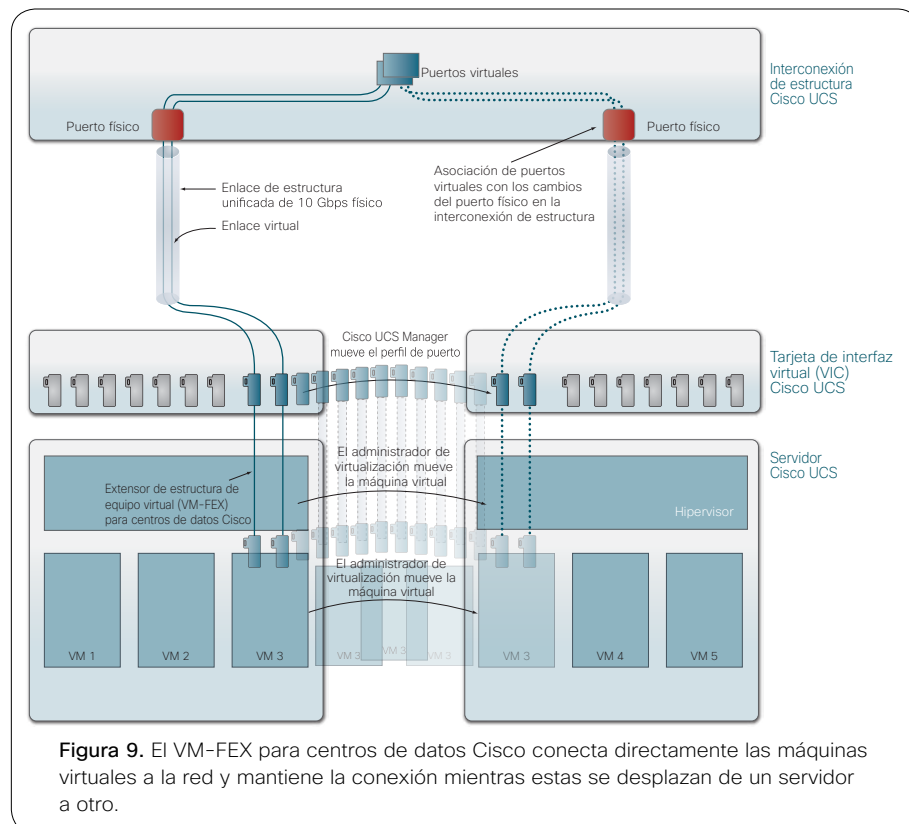 Puertos virtuales
Interconexión
de estructura
Cisco UCS
Puerto físico
Puerto físico
Enlace de estructura
unificada de 10 Gbps físico
Enlace virtual
Asociación de puertos
virtuales con los cambios
del puerto físico en la
interconexión de estructura
Cisco UCS Manager
mueve el perfil de puerto
Tarjeta de interfaz
virtual (VIC)
Cisco UCS
El administrador de
virtualización mueve
la máquina virtual
Servidor
Cisco UCS
Extensor de estructura de
equipo virtual (VM-FEX)
para centros de datos Cisco
Hipervisor
El administrador de
virtualización mueve la
máquina virtual
VM 1
VM 2
VM 3
VM 3
VM 3
VM 3
VM 3
VM 4
VM 5
Figura 9. El VM-FEX para centros de datos Cisco conecta directamente las máquinas
virtuales a la red y mantiene la conexión mientras estas se desplazan de un servidor
a otro.